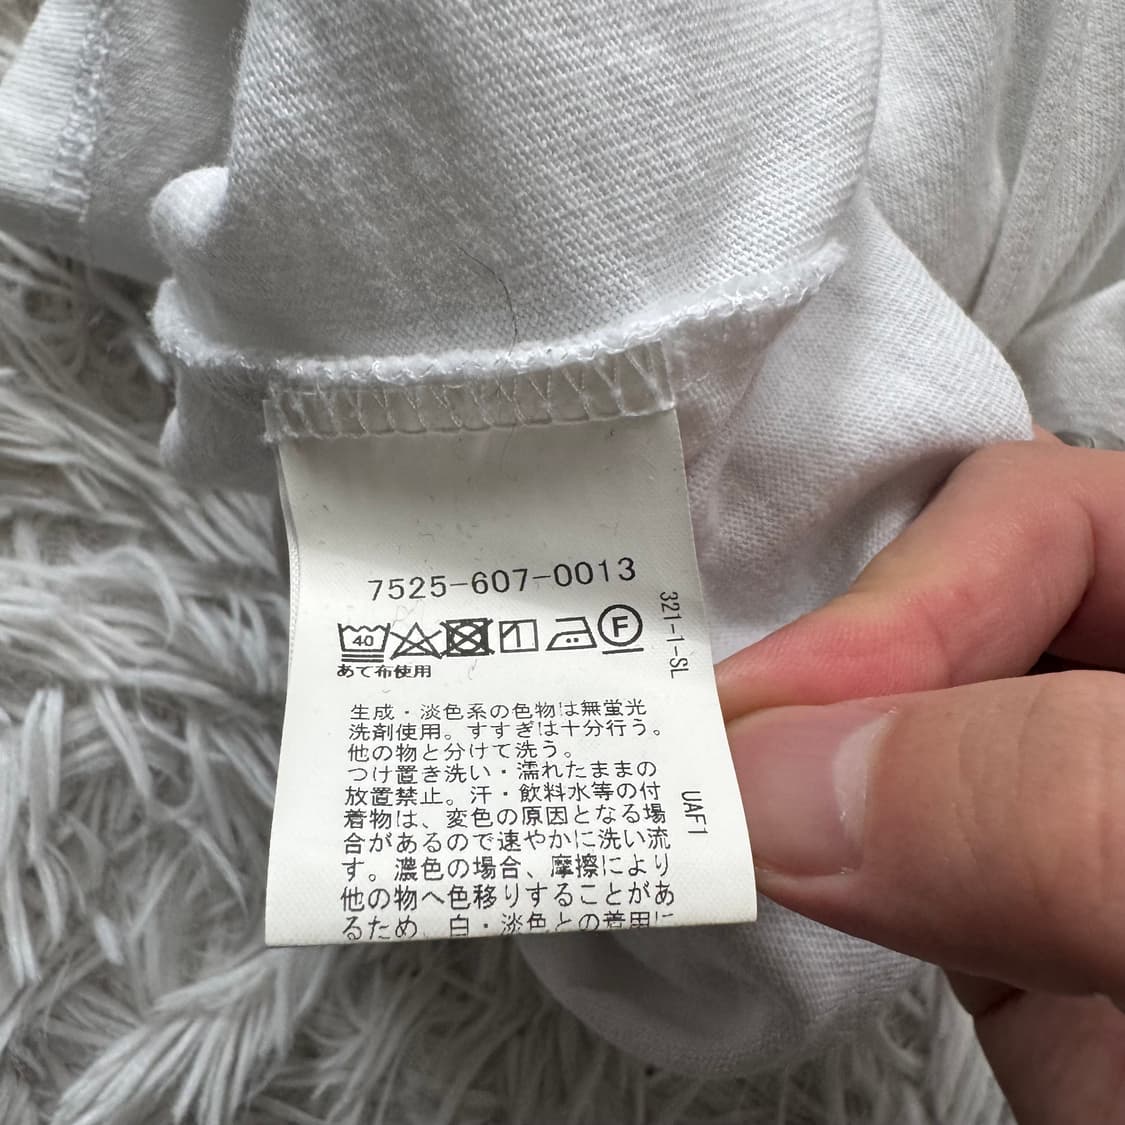 7525-607-0013
40
F
あて布使用
生成・淡色系の色物は無蛍光
洗剤使用。すすぎは十分行う。
他の物と分けて洗う。
つけ置き洗い・濡れたままの
放置禁止。汗・飲料水等の付
着物は、変色の原因となる場
合があるので速やかに洗い流
す。濃色の場合、摩擦により
他の物へ色移りすることがあ
るため 白・淡色との着用に
321-1-SL
UAF1